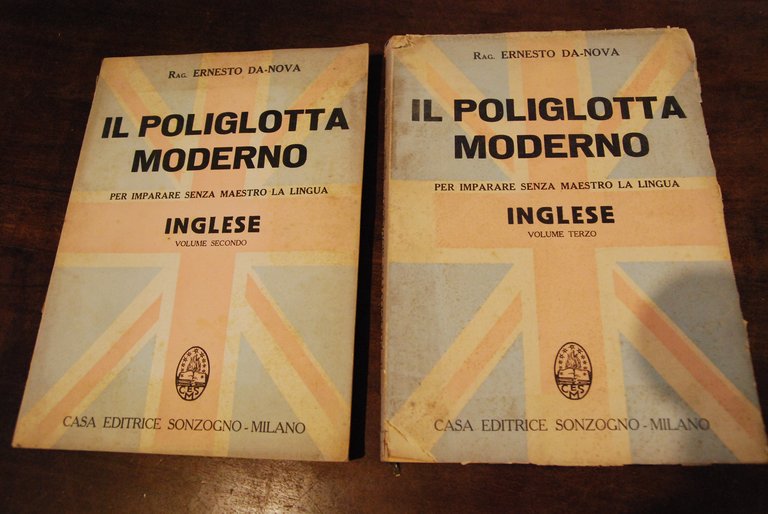 Rag. ERNESTO DA-NOVA
IL POLIGLOTTA
MODERNO
PER IMPARARE SENZA MAESTRO LA LINGUA
INGLESE
VOLUME SECONDO
CESMS
CASA EDITRICE SONZOGNO - MILANO
Rag. ERNESTO DA-NOVA
IL POLIGLOTTA
MODERNO
PER IMPARARE SENZA MAESTRO LA LINGUA
INGLESE
VOLUME TERZO
CESMS
CASA EDITRICE SONZOGNO - MILANO